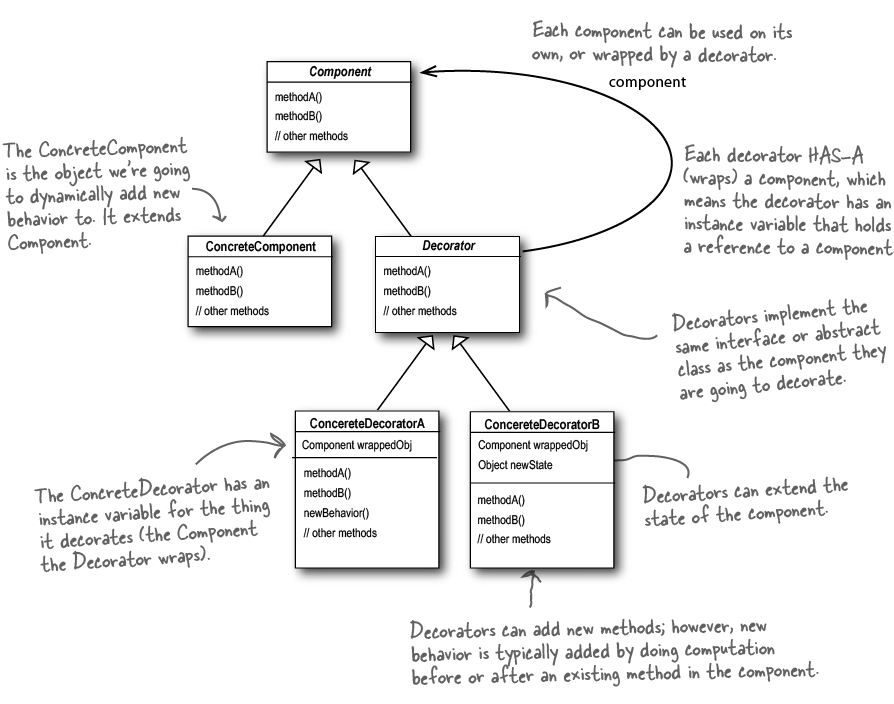 Each component can be used on its
own, or wrapped by a decorator.
component
Component
methodA()
methodB()
// other methods
The ConcreteComponent
is the object we're going
to dynamically add new
behavior to. It extends
Component.
Each decorator HAS-A
(wraps) a component, which
means the decorator has an
instance variable that holds
a reference to a component
ConcreteComponent
methodA()
methodB()
// other methods
Decorator
methodA()
methodB()
// other methods
Decorators implement the
same interface or abstract
class as the component they
are going to decorate.
ConcereteDecoratorA
Component wrappedObj
methodA()
methodB()
newBehavior()
// other methods
ConcereteDecoratorB
Component wrappedObj
Object newState
methodA()
methodB()
// other methods
The ConcreteDecorator has an
instance variable for the thing
it decorates (the Component
the Decorator wraps).
Decorators can extend the
state of the component.
Decorators can add new methods; however, new
behavior is typically added by doing computation
before or after an existing method in the component.